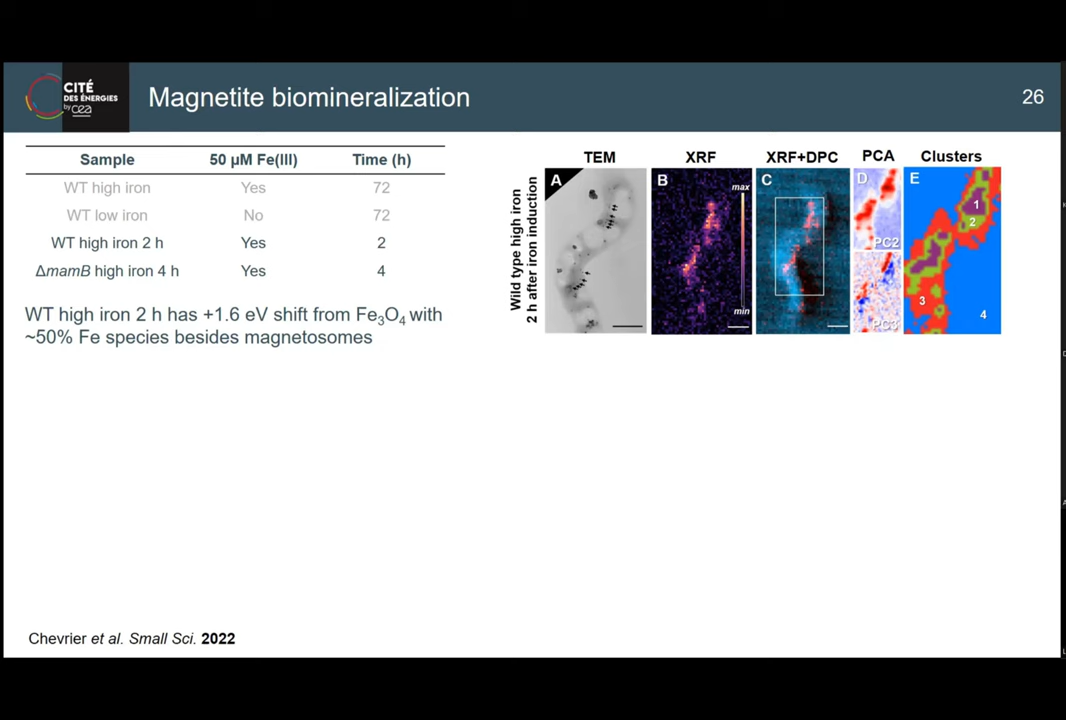 CITÉ
DES ÉNERGIES
by cea
Magnetite biomineralization
26
Sample 50 µM Fe(III) Time (h)
WT high iron Yes 72
WT low iron No 72
WT high iron 2 h Yes 2
ΔmamB high iron 4 h Yes 4
WT high iron 2 h has +1.6 eV shift from Fe₃O₄ with
~50% Fe species besides magnetosomes
TEM XRF XRF+DPC PCA Clusters
Wild type high iron
2 h after iron induction
A B C D E
max
min
PC2
PC3
1
2
3
4
Chevrier et al. Small Sci. 2022